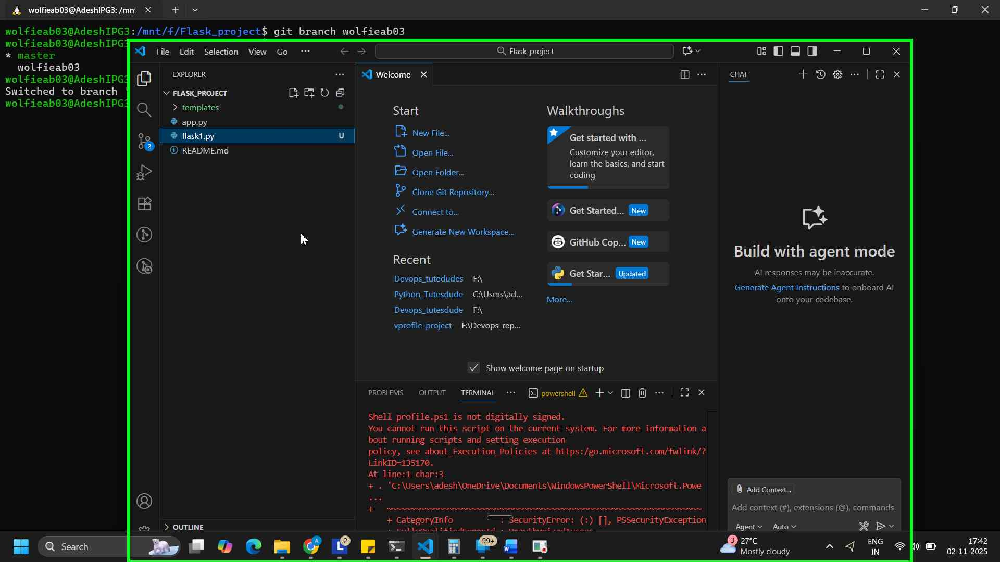 wolfieab03@AdeshIPG3: /mnt
wolfieab03@AdeshIPG3:/mnt/f/Flask_project$ git branch wolfieab03
wolfieab03@AdeshIPG3
* master
wolfieab03
wolfieab03@AdeshIPG3
Switched to branch '
wolfieab03@AdeshIPG3
File Edit Selection View Go ···
Flask_project
EXPLORER
FLASK_PROJECT
templates
app.py
flask1.py U
README.md
2
OUTLINE
Welcome
Start
New File...
Open File...
Open Folder...
Clone Git Repository...
Connect to...
Generate New Workspace...
Recent
Devops_tutedudes F:\
Python_Tutesdude C:\Users\ad...
Devops_tutesdude F:\
vprofile-project F:\Devops_rep...
Walkthroughs
Get started with ...
Customize your editor,
learn the basics, and start
coding
Get Started... New
GitHub Cop... New
Get Star... Updated
More...
Show welcome page on startup
PROBLEMS OUTPUT TERMINAL ··· powershell
Shell_profile.ps1 is not digitally signed.
You cannot run this script on the current system. For more information a
bout running scripts and setting execution
policy, see about_Execution_Policies at https:/go.microsoft.com/fwlink/?
LinkID=135170.
At line:1 char:3
+ . 'C:\Users\adesh\OneDrive\Documents\WindowsPowerShell\Microsoft.Powe
...
+ ~~~~~~~~~~~~~~~~~~~~~~~~~~~~~~~~~~~~~~~~~~~~~~~~~~~~~~~~~~~~~~~~~~~
+ CategoryInfo : SecurityError: (:) [], PSSecurityException
+ FullyQualifiedErrorId : UnauthorizedAccess
CHAT
Build with agent mode
AI responses may be inaccurate.
Generate Agent Instructions to onboard AI
onto your codebase.
Add Context...
Add context (#), extensions (@), commands
Agent Auto
Search
A
2
99+
3
27°C
Mostly cloudy
ENG
IN
17:42
02-11-2025